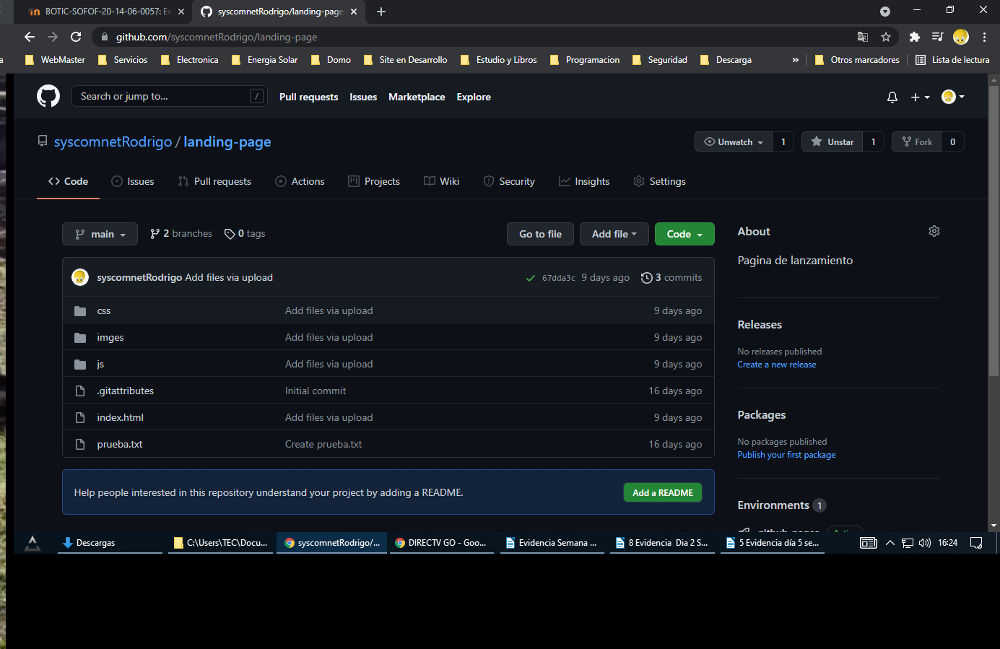 a
BOTIC-SOFOF-20-14-06-0057: Ev
syscomnetRodrigo/landing-page
github.com/syscomnetRodrigo/landing-page
WebMaster Servicios Electronica Energia Solar Domo Site en Desarrollo Estudio y Libros Programacion Seguridad Descarga » Otros marcadores Lista de lectura
Search or jump to... / Pull requests Issues Marketplace Explore
syscomnetRodrigo / landing-page Unwatch 1 Unstar 1 Fork 0
Code Issues Pull requests Actions Projects Wiki Security Insights Settings
main 2 branches 0 tags Go to file Add file Code
About
Pagina de lanzamiento
syscomnetRodrigo Add files via upload 67dda3c 9 days ago 3 commits
css Add files via upload 9 days ago
imges Add files via upload 9 days ago
js Add files via upload 9 days ago
.gitattributes Initial commit 16 days ago
index.html Add files via upload 9 days ago
prueba.txt Create prueba.txt 16 days ago
Releases
No releases published
Create a new release
Packages
No packages published
Publish your first package
Help people interested in this repository understand your project by adding a README. Add a README
Environments 1
github-pages
Descargas C:\Users\TEC\Docu... syscomnetRodrigo/... DIRECTV GO - Goo... Evidencia Semana ... 8 Evidencia Dia 2 S... 5 Evidencia día 5 se... 16:24